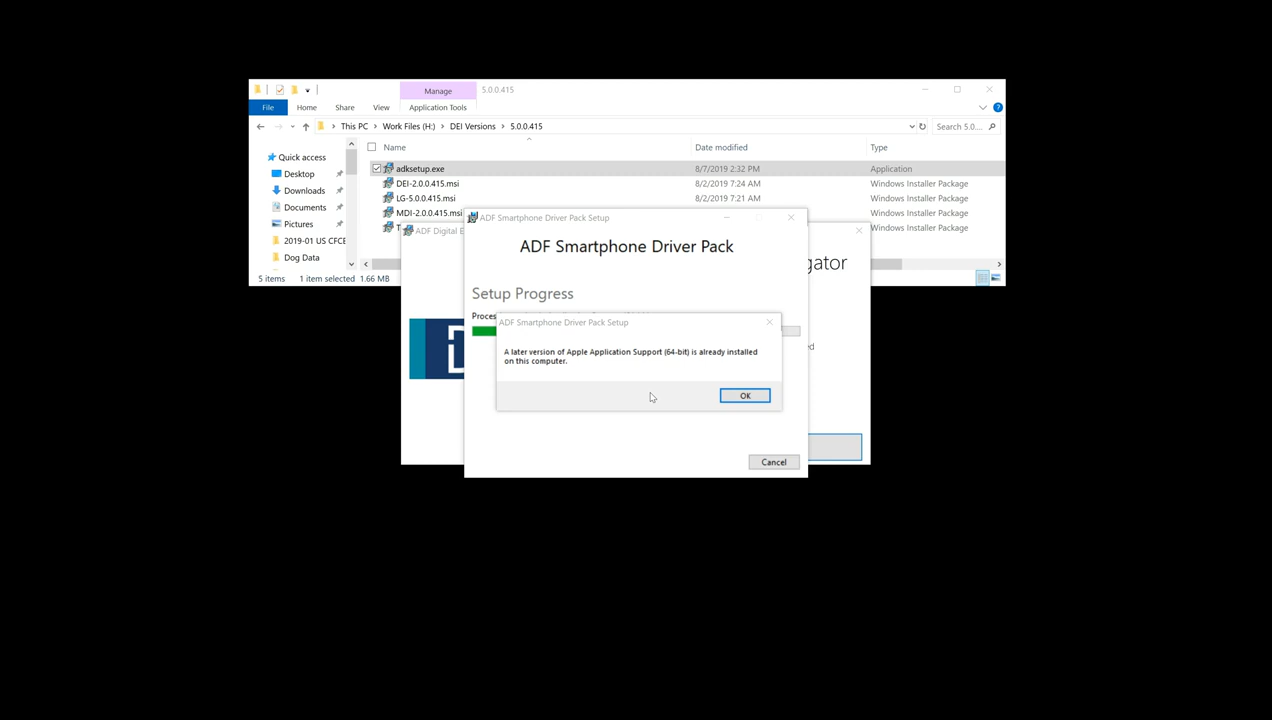 Manage
5.0.0.415
File
Home
Share
View
Application Tools
This PC
Work Files (H:)
DEI Versions
5.0.0.415
Search 5.0....
Name
Date modified
Type
Quick access
Desktop
Downloads
Documents
Pictures
2019-01 US CFCE
Dog Data
adksetup.exe
8/7/2019 2:32 PM
Application
DEI-2.0.0.415.msi
8/2/2019 7:24 AM
Windows Installer Package
LG-5.0.0.415.msi
8/2/2019 7:21 AM
Windows Installer Package
MDI-2.0.0.415.msi
Windows Installer Package
Windows Installer Package
5 items
1 item selected
1.66 MB
ADF Digital E
gator
ed
ADF Smartphone Driver Pack Setup
ADF Smartphone Driver Pack
Setup Progress
Proces
ADF Smartphone Driver Pack Setup
A later version of Apple Application Support (64-bit) is already installed
on this computer.
OK
Cancel